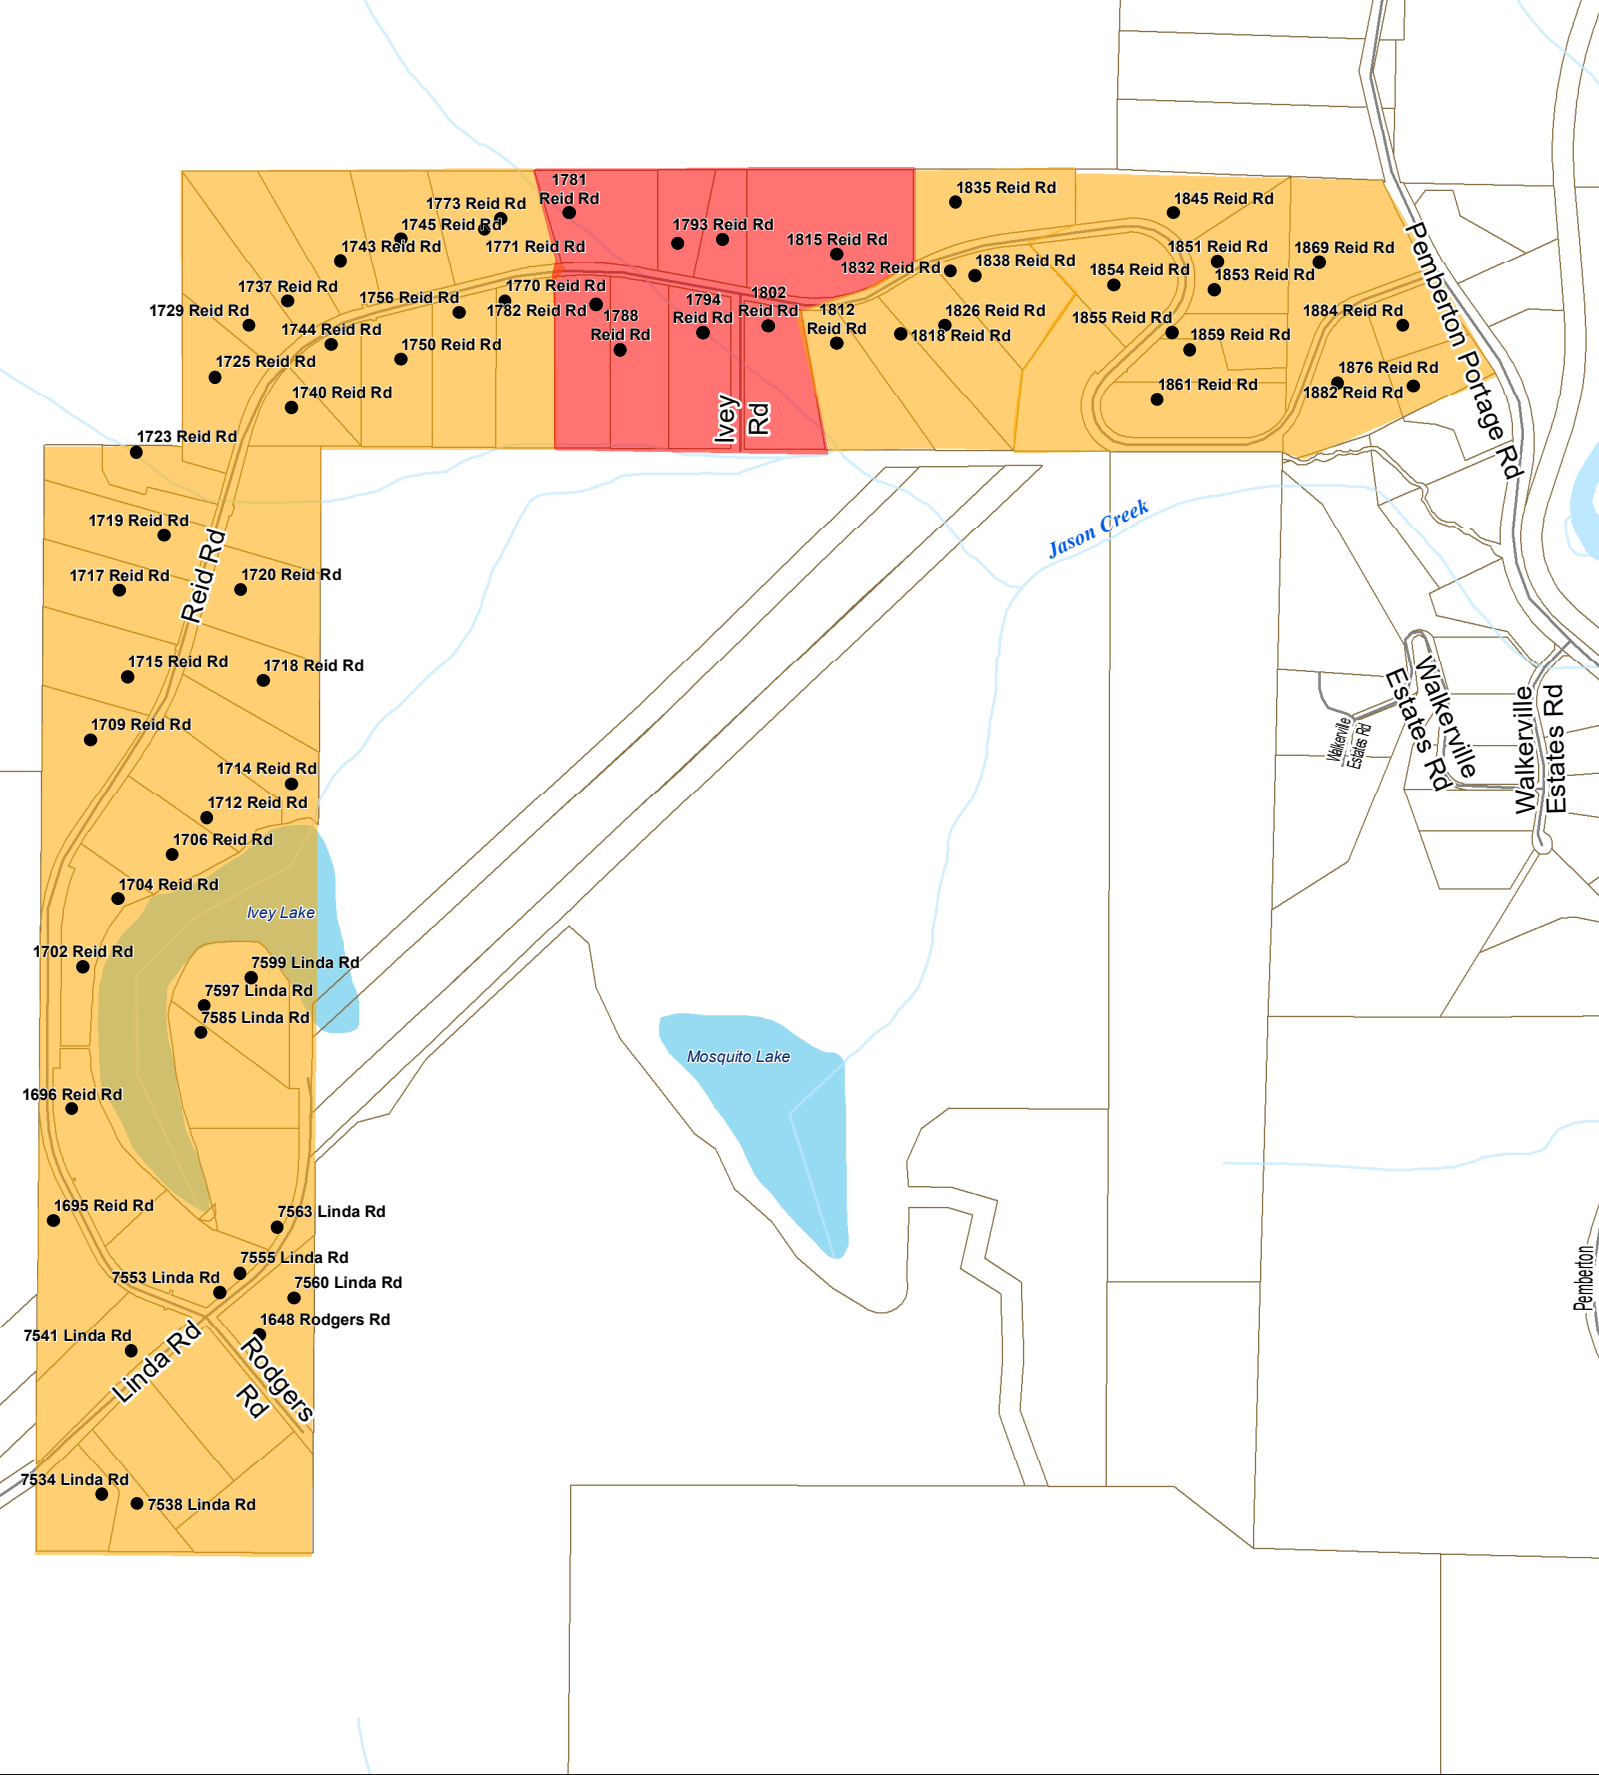 1781
Reid Rd
1773 Reid Rd
1745 Reid Rd
1743 Reid Rd
1771 Reid Rd
1793 Reid Rd
1815 Reid Rd
1835 Reid Rd
1845 Reid Rd
1832 Reid Rd
1838 Reid Rd
1851 Reid Rd
1869 Reid Rd
1854 Reid Rd
1853 Reid Rd
1737 Reid Rd
1756 Reid Rd
1770 Reid Rd
1729 Reid Rd
1782 Reid Rd
1788
Reid Rd
1794
Reid Rd
1802
Reid Rd
1812
Reid Rd
1826 Reid Rd
1818 Reid Rd
1855 Reid Rd
1859 Reid Rd
1884 Reid Rd
1744 Reid Rd
1750 Reid Rd
1725 Reid Rd
1740 Reid Rd
1861 Reid Rd
1876 Reid Rd
1882 Reid Rd
Pemberton Portage Rd
Ivey
Rd
1723 Reid Rd
1719 Reid Rd
Reid Rd
1717 Reid Rd
1720 Reid Rd
Jason Creek
1715 Reid Rd
1718 Reid Rd
1709 Reid Rd
Walkerville
Estates Rd
Walkerville
Estates Rd
Walkerville
Estates Rd
1714 Reid Rd
1712 Reid Rd
1706 Reid Rd
1704 Reid Rd
Ivey Lake
1702 Reid Rd
7599 Linda Rd
7597 Linda Rd
7585 Linda Rd
Mosquito Lake
1696 Reid Rd
1695 Reid Rd
7563 Linda Rd
7555 Linda Rd
7553 Linda Rd
7560 Linda Rd
1648 Rodgers Rd
7541 Linda Rd
Linda Rd
Rodgers
Rd
Pemberton
7534 Linda Rd
7538 Linda Rd